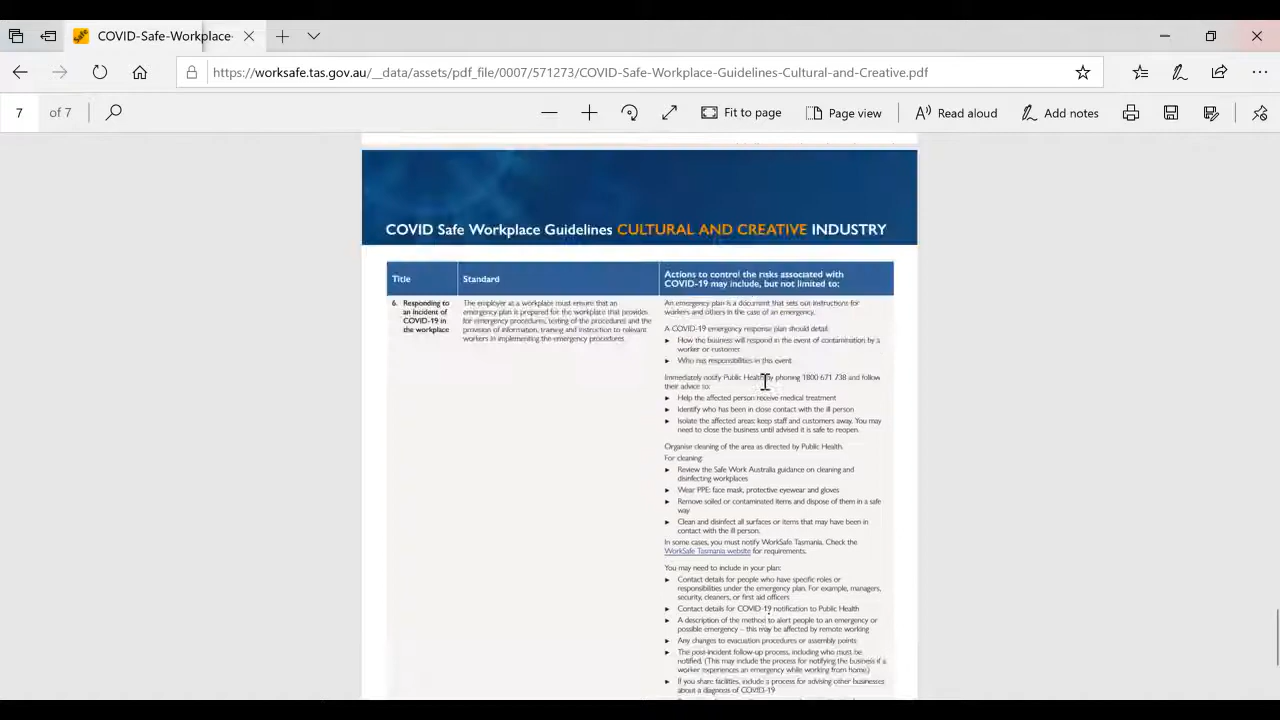 COVID-Safe-Workplace-
https://worksafe.tas.gov.au/__data/assets/pdf_file/0007/571273/COVID-Safe-Workplace-Guidelines-Cultural-and-Creative.pdf
7 of 7 Fit to page Page view Read aloud Add notes
COVID Safe Workplace Guidelines CULTURAL AND CREATIVE INDUSTRY
Title
Standard
Actions to control the risks associated with
COVID-19 may include, but not limited to:
6. Responding to
an incident of
COVID-19 in
the workplace
The employer at a workplace must ensure that an
emergency plan is prepared for the workplace that provides
for emergency procedures, testing of the procedures and the
provision of information, training and instruction to relevant
workers in implementing the emergency procedures.
An emergency plan is a document that sets out instructions for
workers and others in the case of an emergency.
A COVID-19 emergency response plan should detail:
► How the business will respond in the event of contamination by a
worker or customer
► Who has responsibilities in this event
Immediately notify Public Health by phoning 1800 671 738 and follow
their advice to:
► Help the affected person receive medical treatment
► Identify who has been in close contact with the ill person
► Isolate the affected areas: keep staff and customers away. You may
need to close the business until advised it is safe to reopen.
Organise cleaning of the area as directed by Public Health.
For cleaning:
► Review the Safe Work Australia guidance on cleaning and
disinfecting workplaces
► Wear PPE: face mask, protective eyewear and gloves
► Remove soiled or contaminated items and dispose of them in a safe
way
► Clean and disinfect all surfaces or items that may have been in
contact with the ill person.
In some cases, you must notify WorkSafe Tasmania. Check the
WorkSafe Tasmania website for requirements.
You may need to include in your plan:
► Contact details for people who have specific roles or
responsibilities under the emergency plan. For example, managers,
security, cleaners, or first aid officers
► Contact details for COVID-19 notification to Public Health
► A description of the method to alert people to an emergency or
possible emergency – this may be affected by remote working
► Any changes to evacuation procedures or assembly points
► The post-incident follow-up process, including who must be
notified. (This may include the process for notifying the business if a
worker experiences an emergency while working from home.)
► If you share facilities, include a process for advising other businesses
about a diagnosis of COVID-19